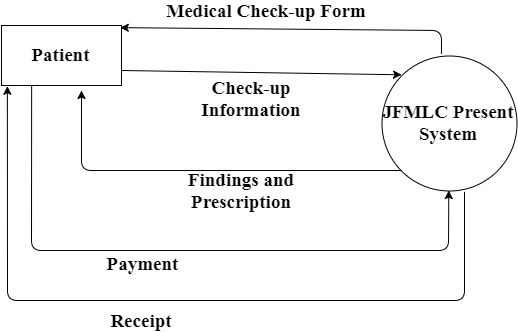 Medical Check-up Form
Patient
Check-up
Information
JFMLC Present
System
Findings and
Prescription
Payment
Receipt